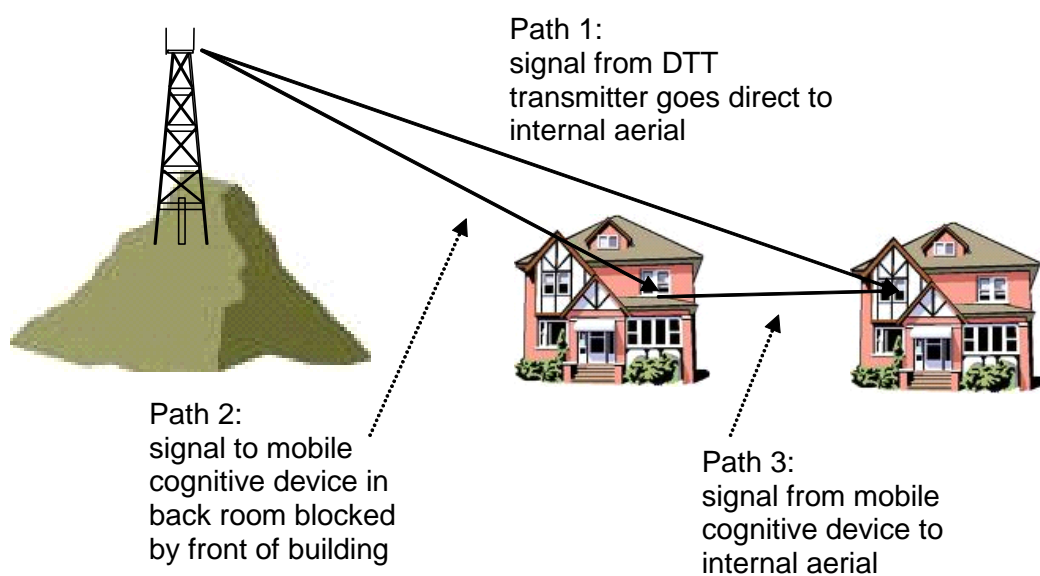 Path 1:
signal from DTT
transmitter goes direct to
internal aerial
Path 2:
signal to mobile
cognitive device in
back room blocked
by front of building
Path 3:
signal from mobile
cognitive device to
internal aerial